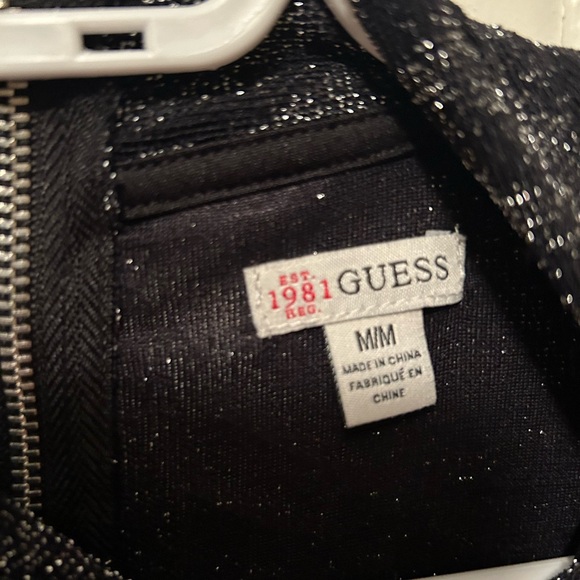 EST.
1981 GUESS
REG.
M/M
MADE IN CHINA
FABRIQUÉ EN
CHINE